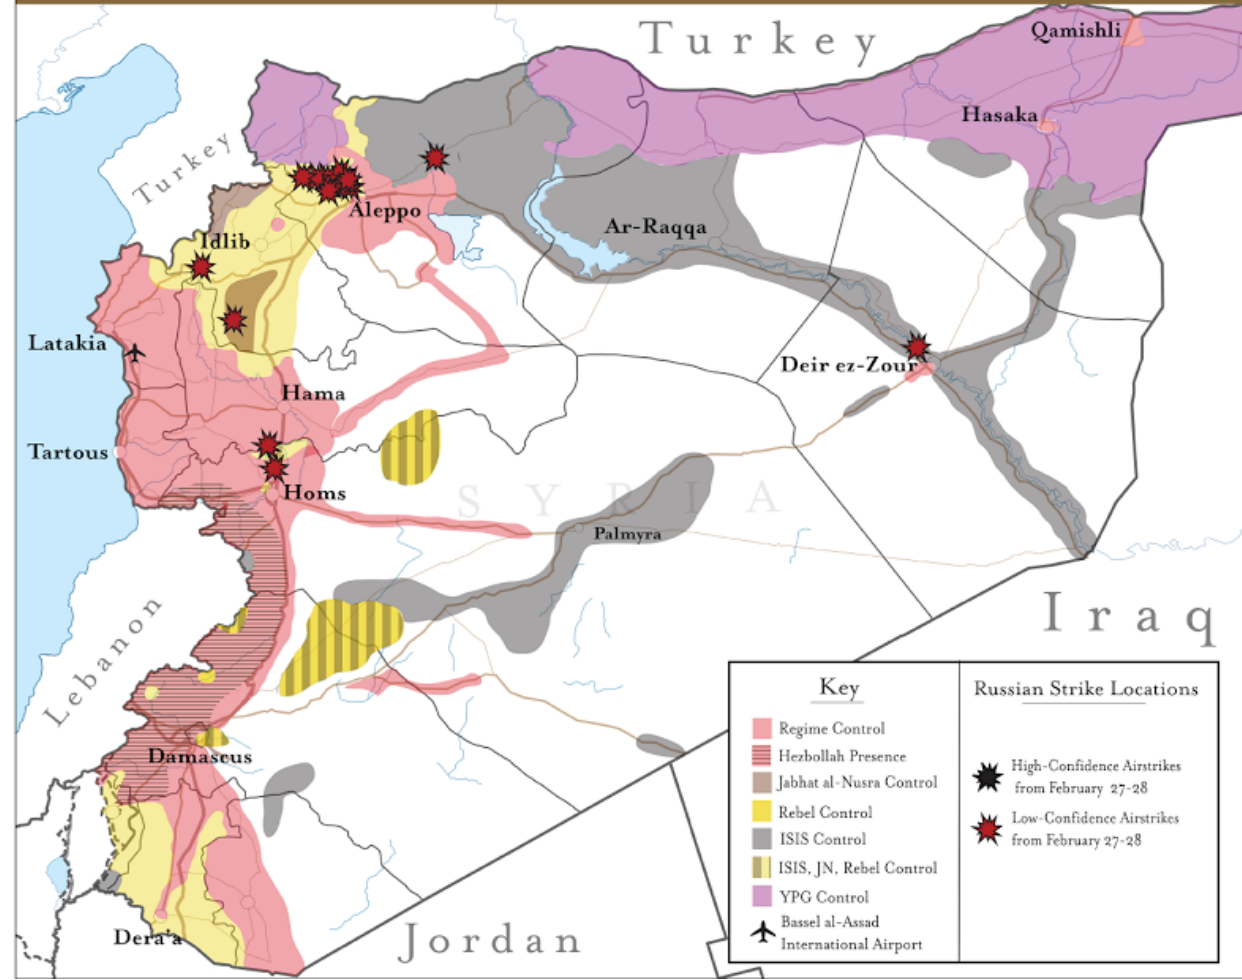 Turkey
Qamishli
Hasaka
Turkey
Aleppo
Idlib
Ar-Raqqa
Latakia
Deir ez-Zour
Hama
Tartous
Homs
SYRIA
Palmyra
Lebanon
Iraq
Damascus
Dera'a
Jordan
Key
Regime Control
Hezbollah Presence
Jabhat al-Nusra Control
Rebel Control
ISIS Control
ISIS, JN, Rebel Control
YPG Control
Bassel al-Assad
International Airport
Russian Strike Locations
High-Confidence Airstrikes
from February 27-28
Low-Confidence Airstrikes
from February 27-28